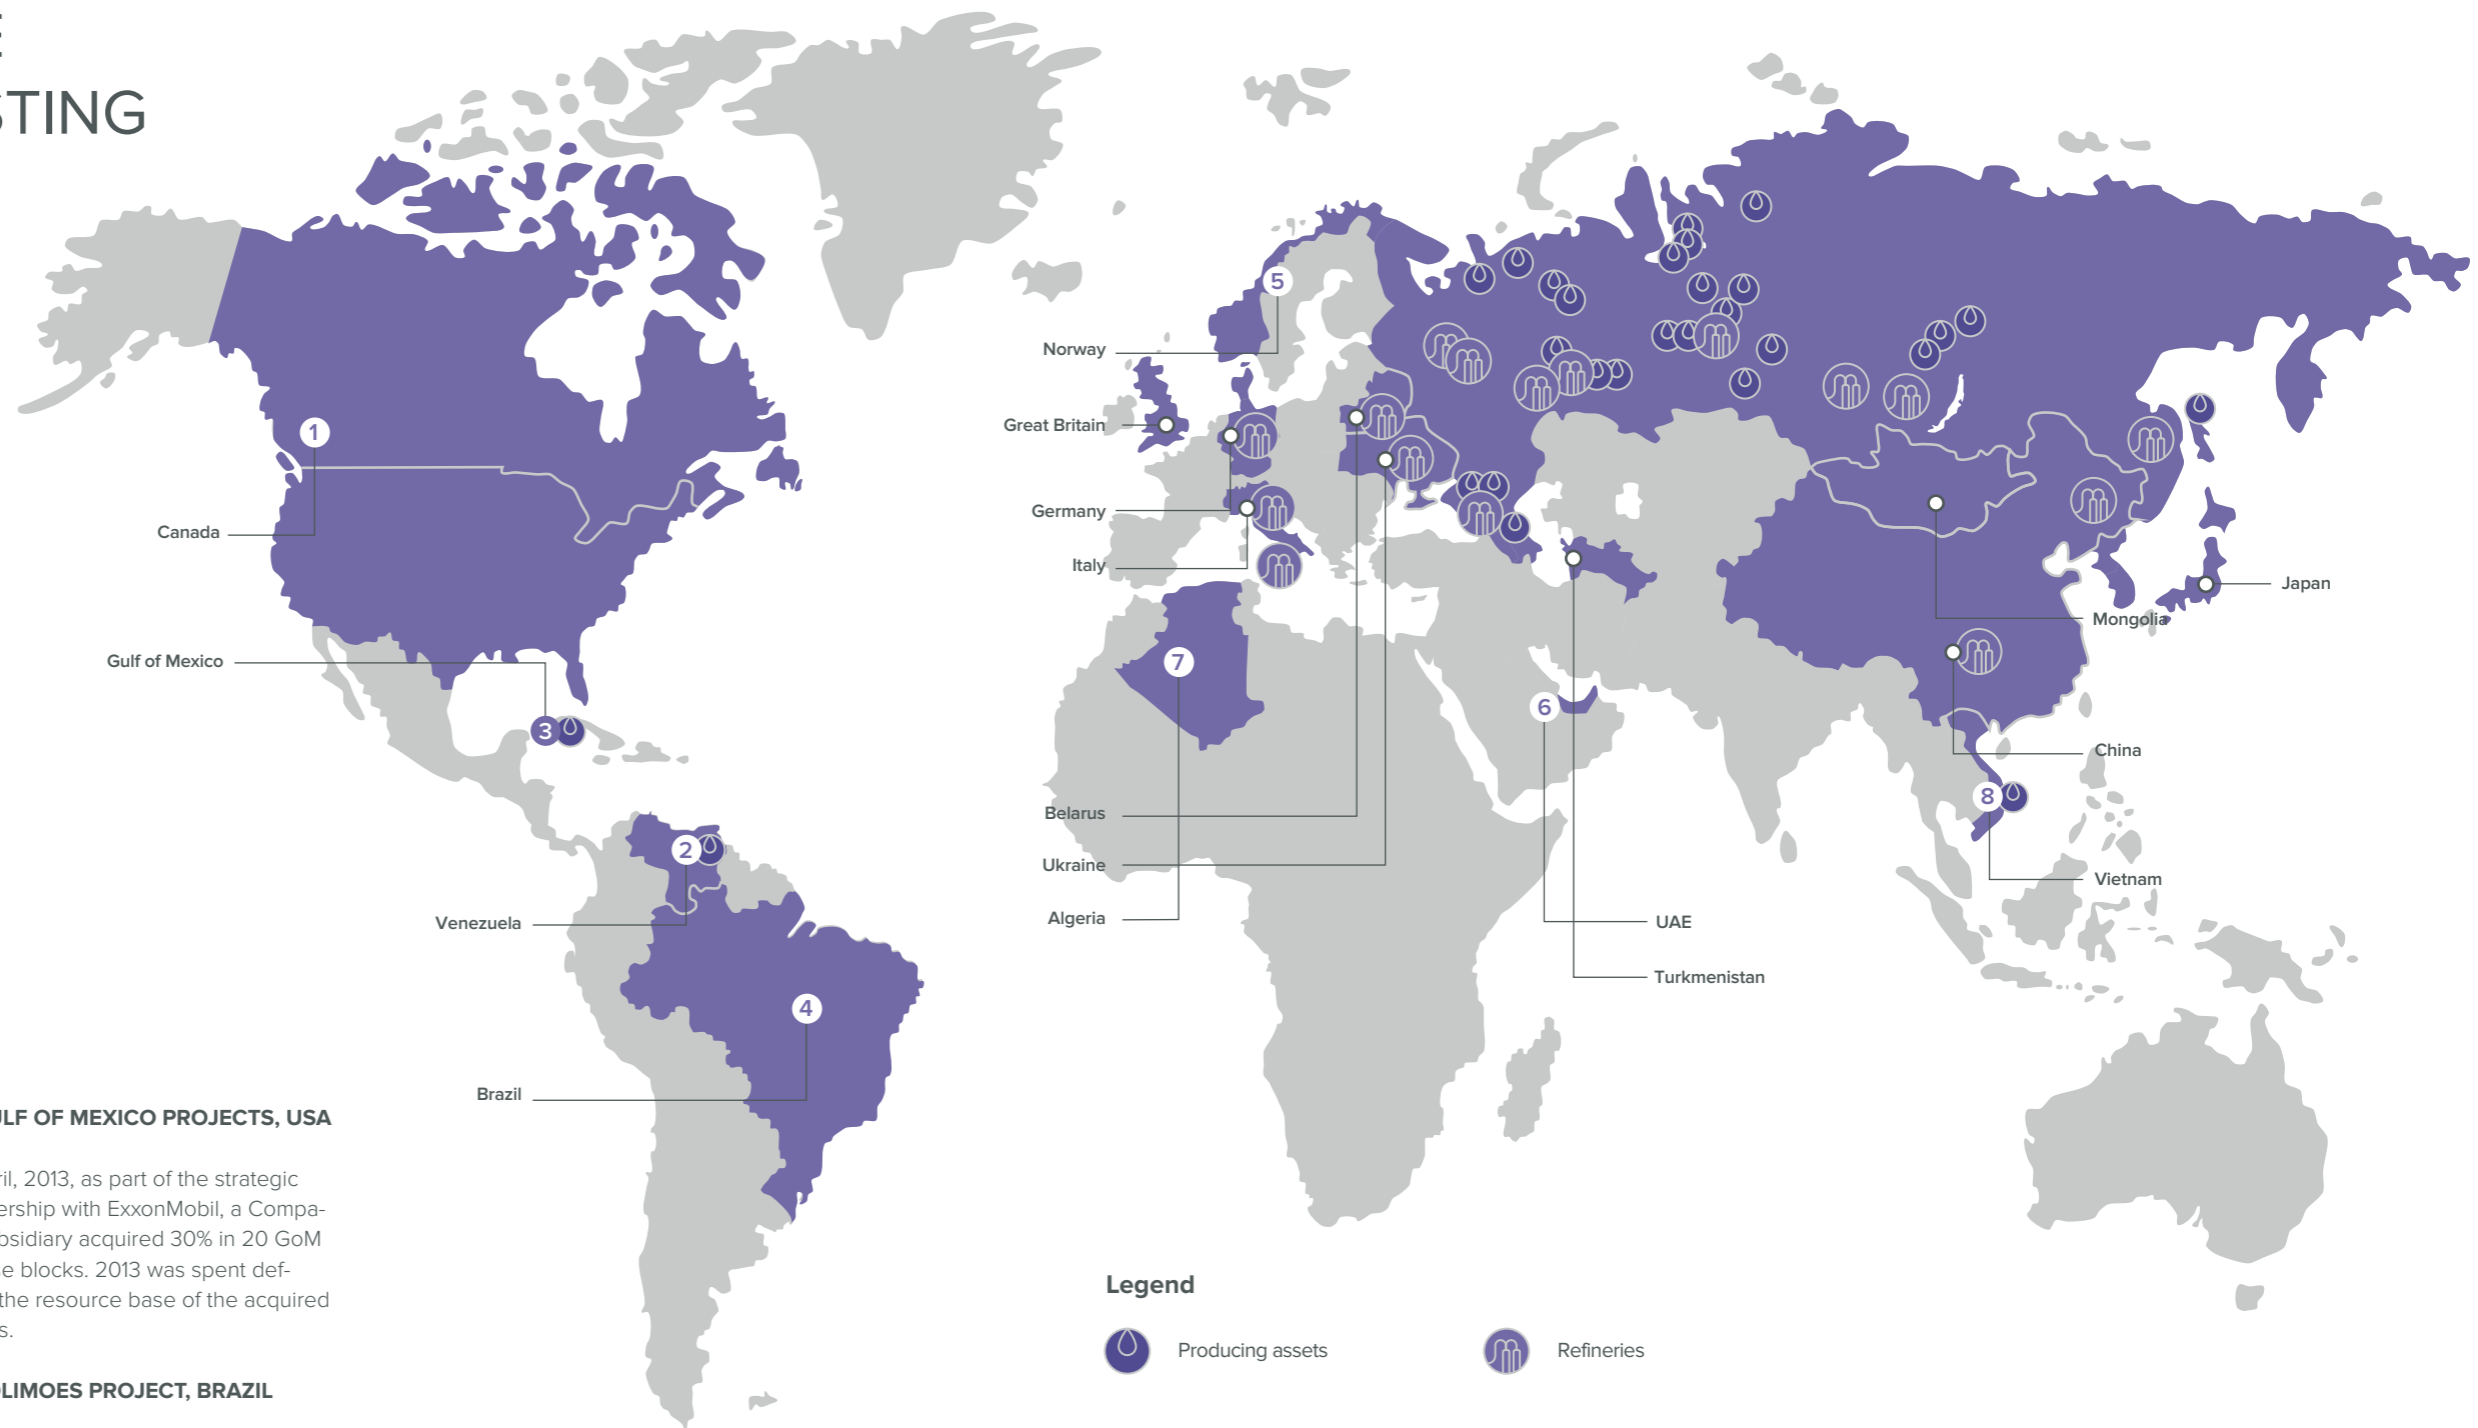 STING
5
Norway
Great Britain
1
Germany
Canada
Italy
Japan
Mongolia
Gulf of Mexico
7
6
3
China
8
Belarus
2
Ukraine
Vietnam
Venezuela
Algeria
UAE
Turkmenistan
4
Brazil
LF OF MEXICO PROJECTS, USA
ril, 2013, as part of the strategic
ership with ExxonMobil, a Compa-
bsidiary acquired 30% in 20 GoM
e blocks. 2013 was spent def-
the resource base of the acquired
s.
LIMOES PROJECT, BRAZIL
Legend
Producing assets
Refineries